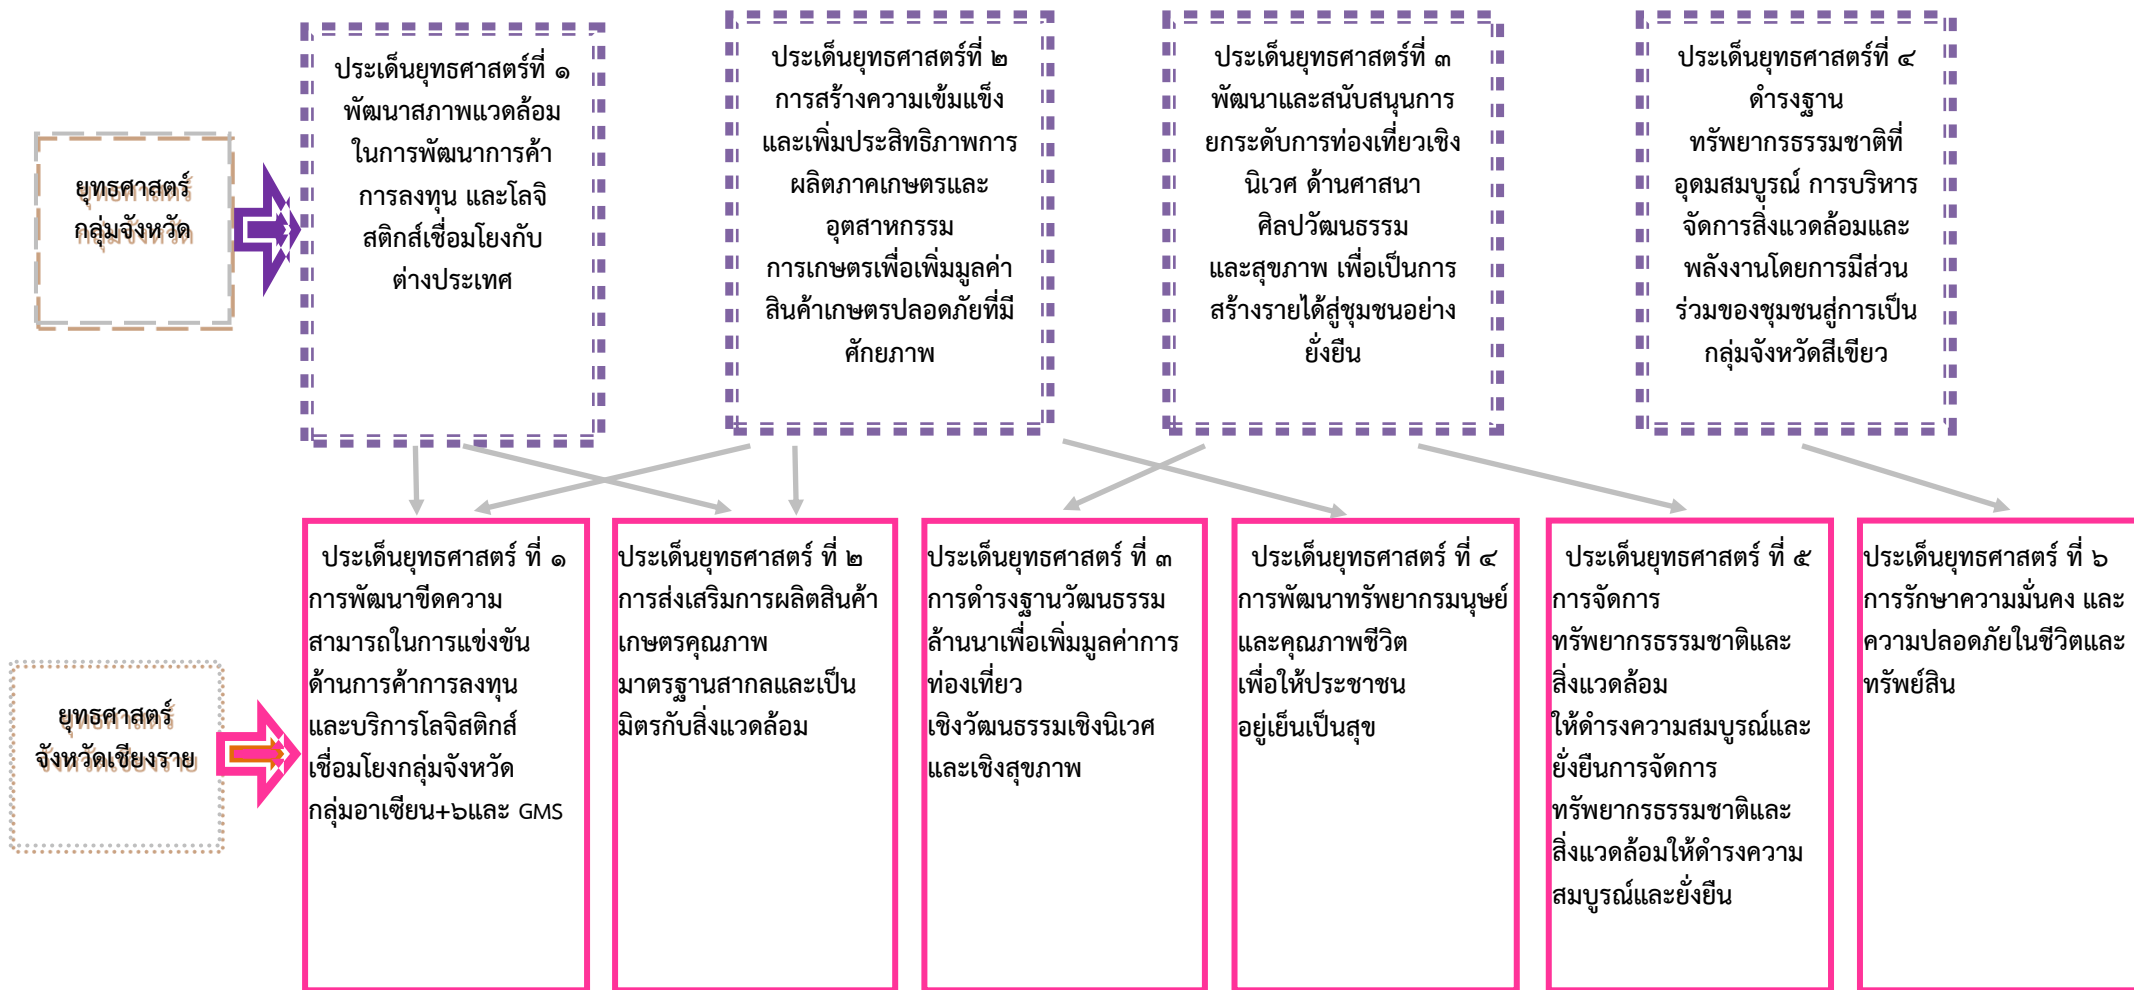 ยุทธศาสตร์
กลุ่มจังหวัด
ประเด็นยุทธศาสตร์ที่ ๑
พัฒนาสภาพแวดล้อม
ในการพัฒนาการค้า
การลงทุน และโลจิ
สติกส์เชื่อมโยงกับ
ต่างประเทศ
ประเด็นยุทธศาสตร์ที่ ๒
การสร้างความเข้มแข็ง
และเพิ่มประสิทธิภาพการ
ผลิตภาคเกษตรและ
อุตสาหกรรม
การเกษตรเพื่อเพิ่มมูลค่า
สินค้าเกษตรปลอดภัยที่มี
ศักยภาพ
ประเด็นยุทธศาสตร์ที่ ๓
พัฒนาและสนับสนุนการ
ยกระดับการท่องเที่ยวเชิง
นิเวศ ด้านศาสนา
ศิลปวัฒนธรรม
และสุขภาพ เพื่อเป็นการ
สร้างรายได้สู่ชุมชนอย่าง
ยั่งยืน
ประเด็นยุทธศาสตร์ที่ ๔
ดำรงฐาน
ทรัพยากรธรรมชาติที่
อุดมสมบูรณ์ การบริหาร
จัดการสิ่งแวดล้อมและ
พลังงานโดยการมีส่วน
ร่วมของชุมชนสู่การเป็น
กลุ่มจังหวัดสีเขียว
ยุทธศาสตร์
จังหวัดเชียงราย
ประเด็นยุทธศาสตร์ ที่ ๑
การพัฒนาขีดความ
สามารถในการแข่งขัน
ด้านการค้าการลงทุน
และบริการโลจิสติกส์
เชื่อมโยงกลุ่มจังหวัด
กลุ่มอาเซียน+๖และ GMS
ประเด็นยุทธศาสตร์ ที่ ๒
การส่งเสริมการผลิตสินค้า
เกษตรคุณภาพ
มาตรฐานสากลและเป็น
มิตรกับสิ่งแวดล้อม
ประเด็นยุทธศาสตร์ ที่ ๓
การดำรงฐานวัฒนธรรม
ล้านนาเพื่อเพิ่มมูลค่าการ
ท่องเที่ยว
เชิงวัฒนธรรมเชิงนิเวศ
และเชิงสุขภาพ
ประเด็นยุทธศาสตร์ ที่ ๔
การพัฒนาทรัพยากรมนุษย์
และคุณภาพชีวิต
เพื่อให้ประชาชน
อยู่เย็นเป็นสุข
ประเด็นยุทธศาสตร์ ที่ ๕
การจัดการ
ทรัพยากรธรรมชาติและ
สิ่งแวดล้อม
ให้ดำรงความสมบูรณ์และ
ยั่งยืนการจัดการ
ทรัพยากรธรรมชาติและ
สิ่งแวดล้อมให้ดำรงความ
สมบูรณ์และยั่งยืน
ประเด็นยุทธศาสตร์ ที่ ๖
การรักษาความมั่นคง และ
ความปลอดภัยในชีวิตและ
ทรัพย์สิน